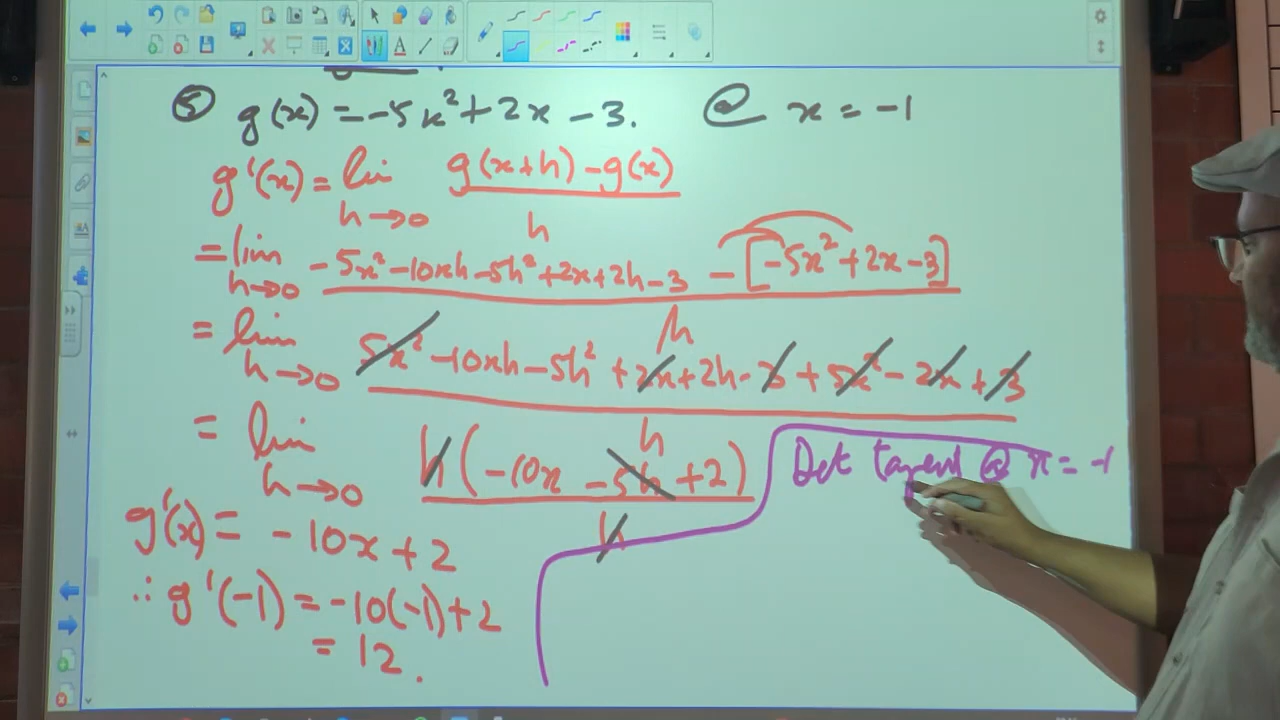 ⑤ g(x) = -5x² + 2x - 3. @ x = -1
g'(x) = lim h→0 g(x+h) - g(x) / h
= lim h→0 -5x² - 10xh - 5h² + 2x + 2h - 3 - [-5x² + 2x - 3] / h
= lim h→0 5x² - 10xh - 5h² + 2x + 2h - 3 + 5x² - 2x + 3 / h
= lim h→0 h(-10x - 5h + 2) / h
g'(x) = -10x + 2
∴ g'(-1) = -10(-1) + 2
= 12.
Det tangent @ x = -1